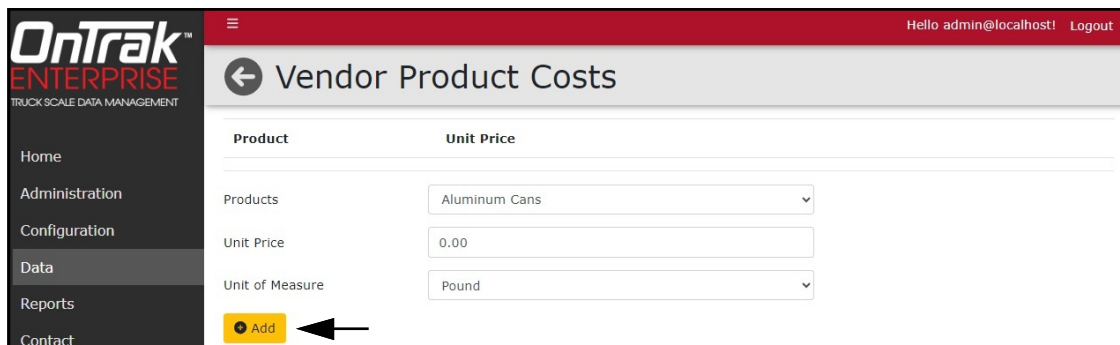 OnTrak™
ENTERPRISE
TRUCK SCALE DATA MANAGEMENT
Hello admin@localhost! Logout
Vendor Product Costs
Home
Administration
Configuration
Data
Reports
Contact
Product Unit Price
Products Aluminum Cans
Unit Price 0.00
Unit of Measure Pound
Add